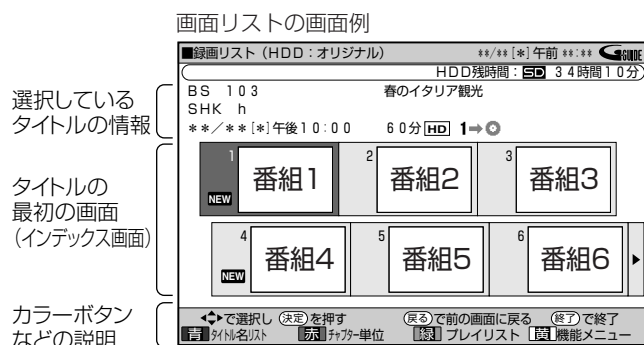 画面リストの画面例
■録画リスト（HDD：オリジナル） **/**[*]午前**:** G-GUIDE
HDD残時間：SD 34時間10分
選択しているタイトルの情報
BS 103 春のイタリア観光
SHK h
**/**[*]午後10:00 60分 HD 1➡
タイトルの最初の画面（インデックス画面）
1 番組1 NEW
2 番組2
3 番組3
4 番組4 NEW
5 番組5
6 番組6
カラーボタンなどの説明
で選択し 決定 を押す 戻る で前の画面に戻る 終了 で終了
青 タイトル名リスト 赤 チャプター単位 緑 プレイリスト 黄 機能メニュー